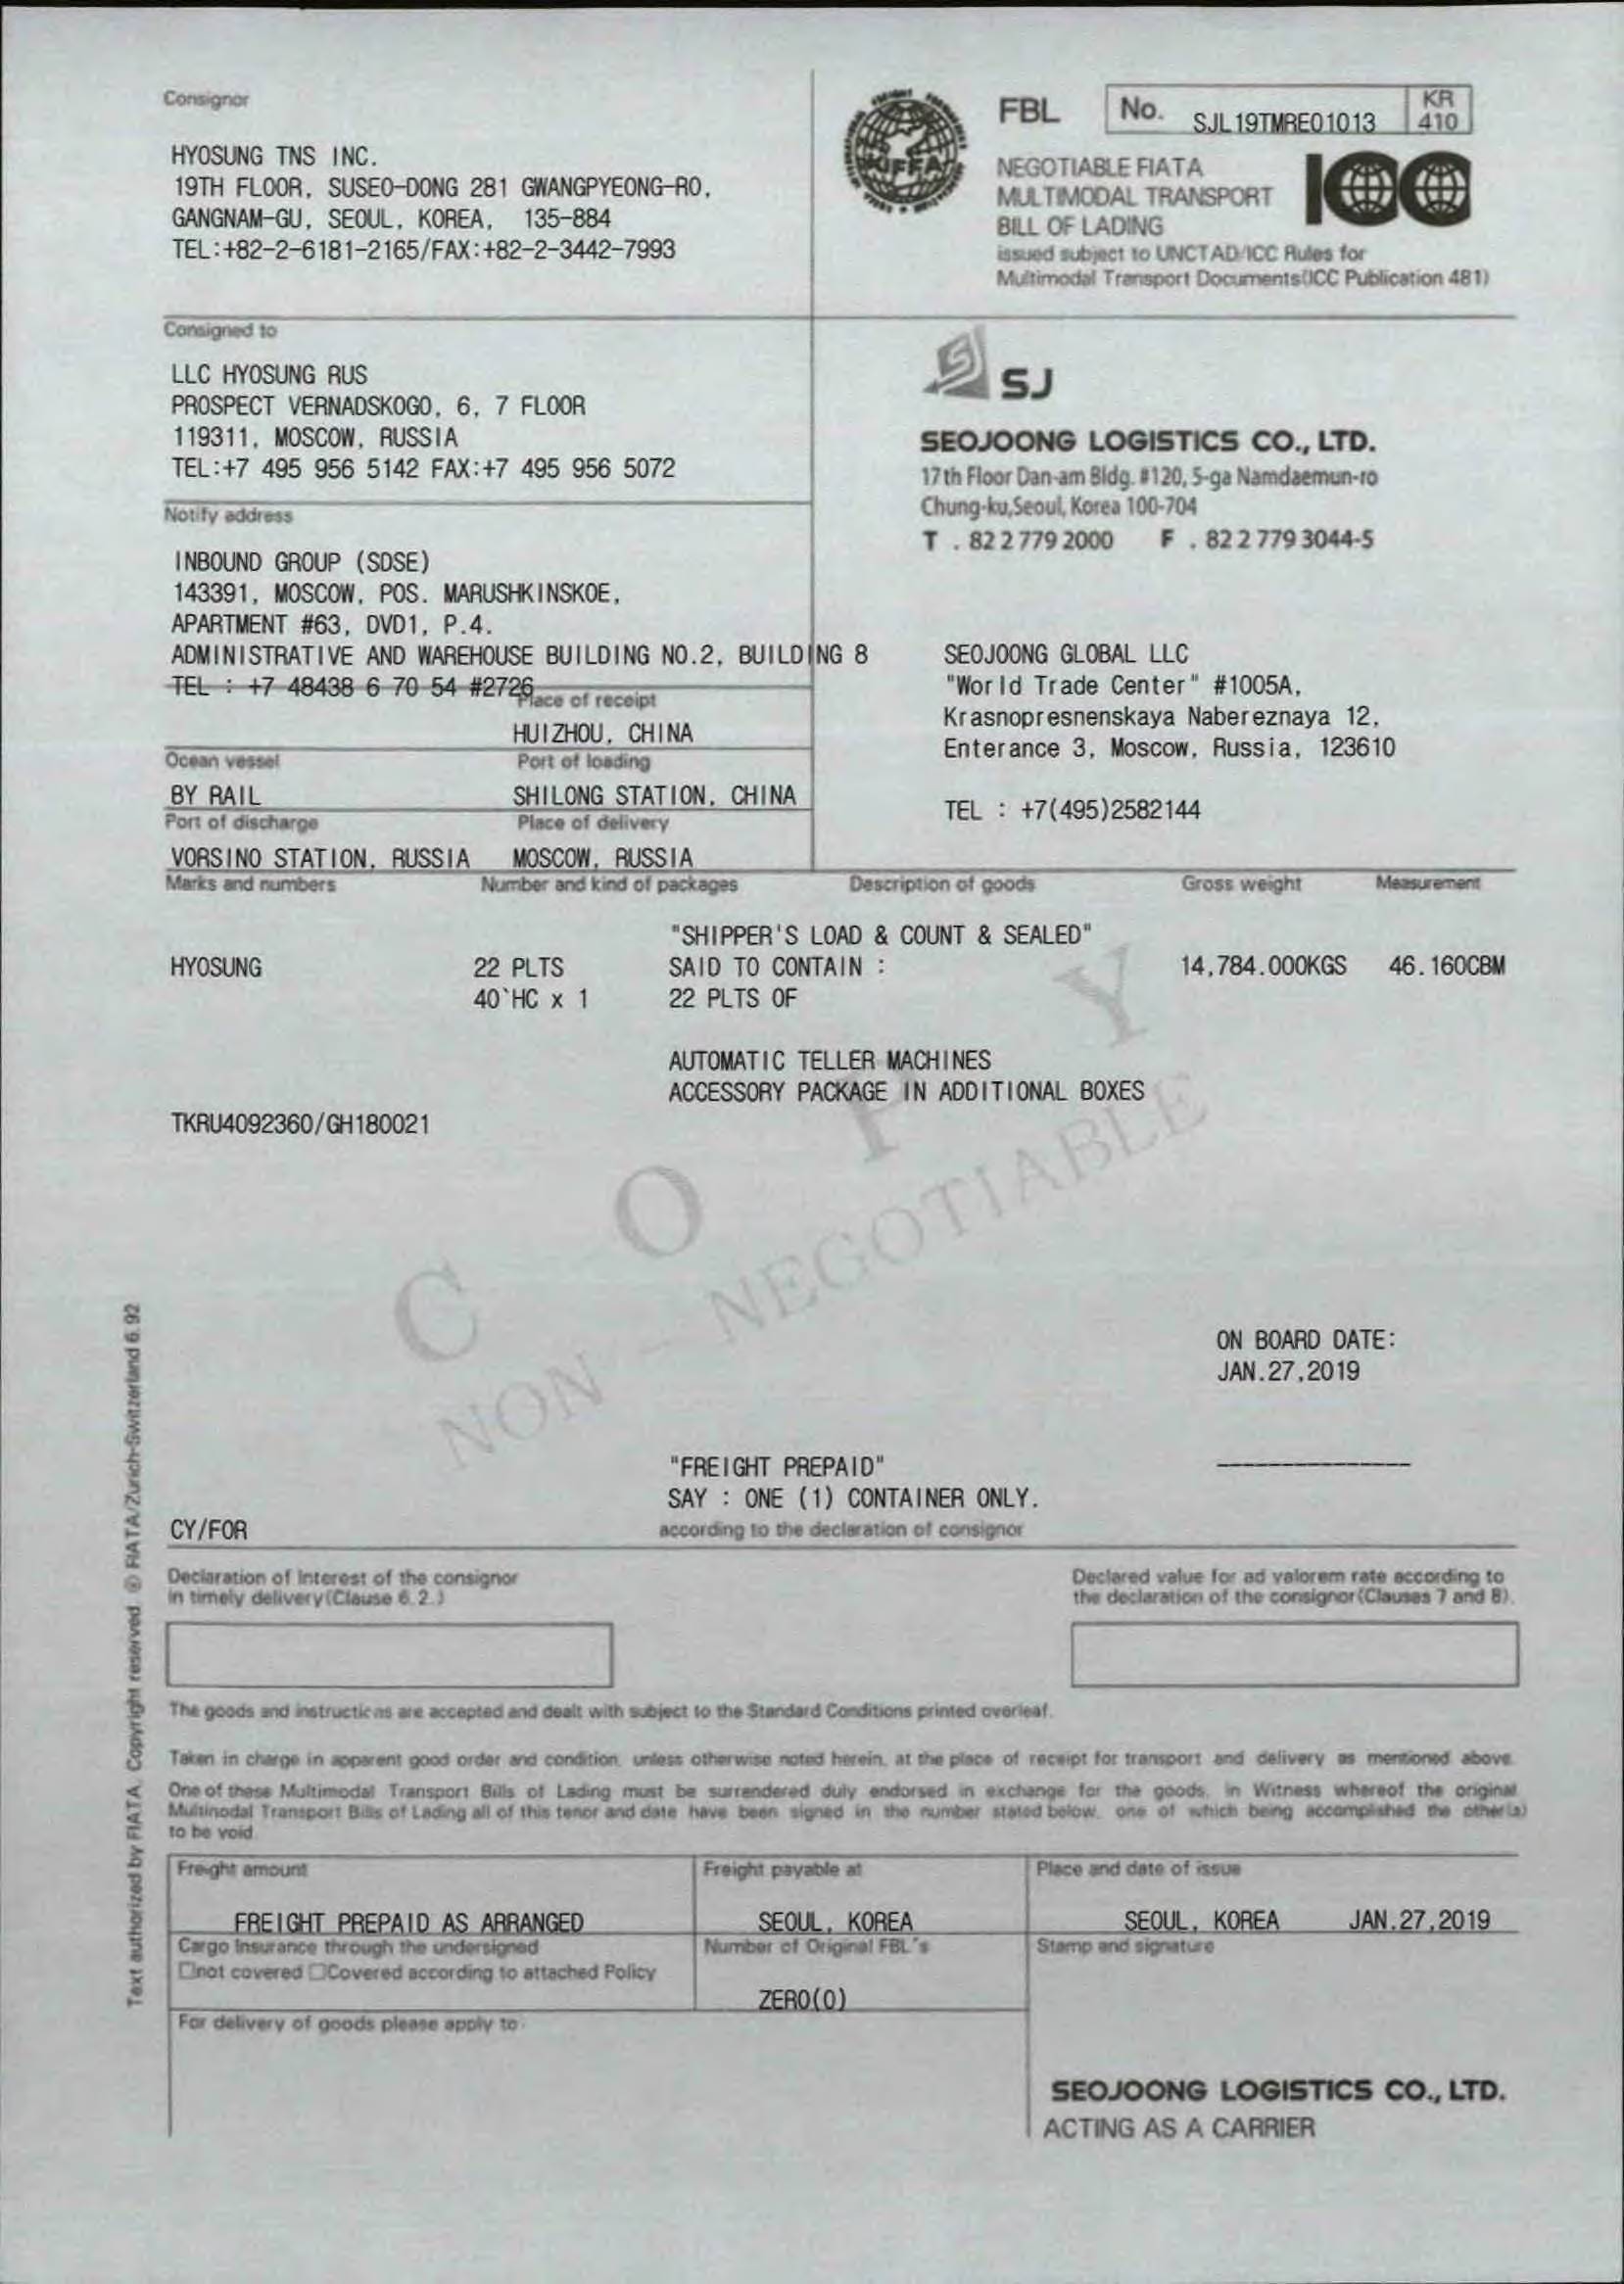 Consignor
HYOSUNG TNS INC.
19TH FLOOR, SUSEO-DONG 281 GWANGPYEONG-RO,
GANGNAM-GU, SEOUL, KOREA, 135-884
TEL:+82-2-6181-2165/FAX:+82-2-3442-7993
KIFFA
FBL
No. SJL19TMRE01013
KR
410
NEGOTIABLE FIATA
MULTIMODAL TRANSPORT
BILL OF LADING
issued subject to UNCTAD/ICC Rules for
Multimodal Transport Documents(ICC Publication 481)
ICC
Consigned to
LLC HYOSUNG RUS
PROSPECT VERNADSKOGO, 6, 7 FLOOR
119311, MOSCOW, RUSSIA
TEL:+7 495 956 5142 FAX:+7 495 956 5072
SJ
SEOJOONG LOGISTICS CO., LTD.
17th Floor Dan-am Bldg. #120, 5-ga Namdaemun-ro
Chung-ku,Seoul, Korea 100-704
T . 82 2 779 2000 F . 82 2 779 3044-5
Notify address
INBOUND GROUP (SDSE)
143391, MOSCOW, POS. MARUSHKINSKOE,
APARTMENT #63, DVD1, P.4.
ADMINISTRATIVE AND WAREHOUSE BUILDING NO.2, BUILDING 8
TEL : +7 48438 6 70 54 #2726
SEOJOONG GLOBAL LLC
"World Trade Center" #1005A,
Krasnopresnenskaya Nabereznaya 12,
Enterance 3, Moscow, Russia, 123610
TEL : +7(495)2582144
Place of receipt
HUIZHOU, CHINA
Ocean vessel Port of loading
BY RAIL SHILONG STATION, CHINA
Port of discharge Place of delivery
VORSINO STATION, RUSSIA MOSCOW, RUSSIA
Marks and numbers Number and kind of packages Description of goods Gross weight Measurement
"SHIPPER'S LOAD & COUNT & SEALED"
HYOSUNG 22 PLTS SAID TO CONTAIN : 14,784.000KGS 46.160CBM
40`HC x 1 22 PLTS OF
AUTOMATIC TELLER MACHINES
ACCESSORY PACKAGE IN ADDITIONAL BOXES
TKRU4092360/GH180021
COPY
NON - NEGOTIABLE
ON BOARD DATE:
JAN.27,2019
"FREIGHT PREPAID"
SAY : ONE (1) CONTAINER ONLY.
CY/FOR
according to the declaration of consignor
Declaration of Interest of the consignor
in timely delivery(Clause 6.2.)
Declared value for ad valorem rate according to
the declaration of the consignor(Clauses 7 and 8).
The goods and instructions are accepted and dealt with subject to the Standard Conditions printed overleaf.
Taken in charge in apparent good order and condition, unless otherwise noted herein, at the place of receipt for transport and delivery as mentioned above.
One of these Multimodal Transport Bills of Lading must be surrendered duly endorsed in exchange for the goods. in Witness whereof the original
Multinodal Transport Bills of Lading all of this tenor and date have been signed in the number stated below, one of which being accomplished the other(s)
to be void.
Freight amount Freight payable at Place and date of issue
FREIGHT PREPAID AS ARRANGED SEOUL, KOREA SEOUL, KOREA JAN.27,2019
Cargo Insurance through the undersigned Number of Original FBL's Stamp and signature
□not covered □Covered according to attached Policy
ZERO(0)
For delivery of goods please apply to:
SEOJOONG LOGISTICS CO., LTD.
ACTING AS A CARRIER
Text authorized by FIATA. Copyright reserved © FIATA/Zurich-Switzerland 6.92